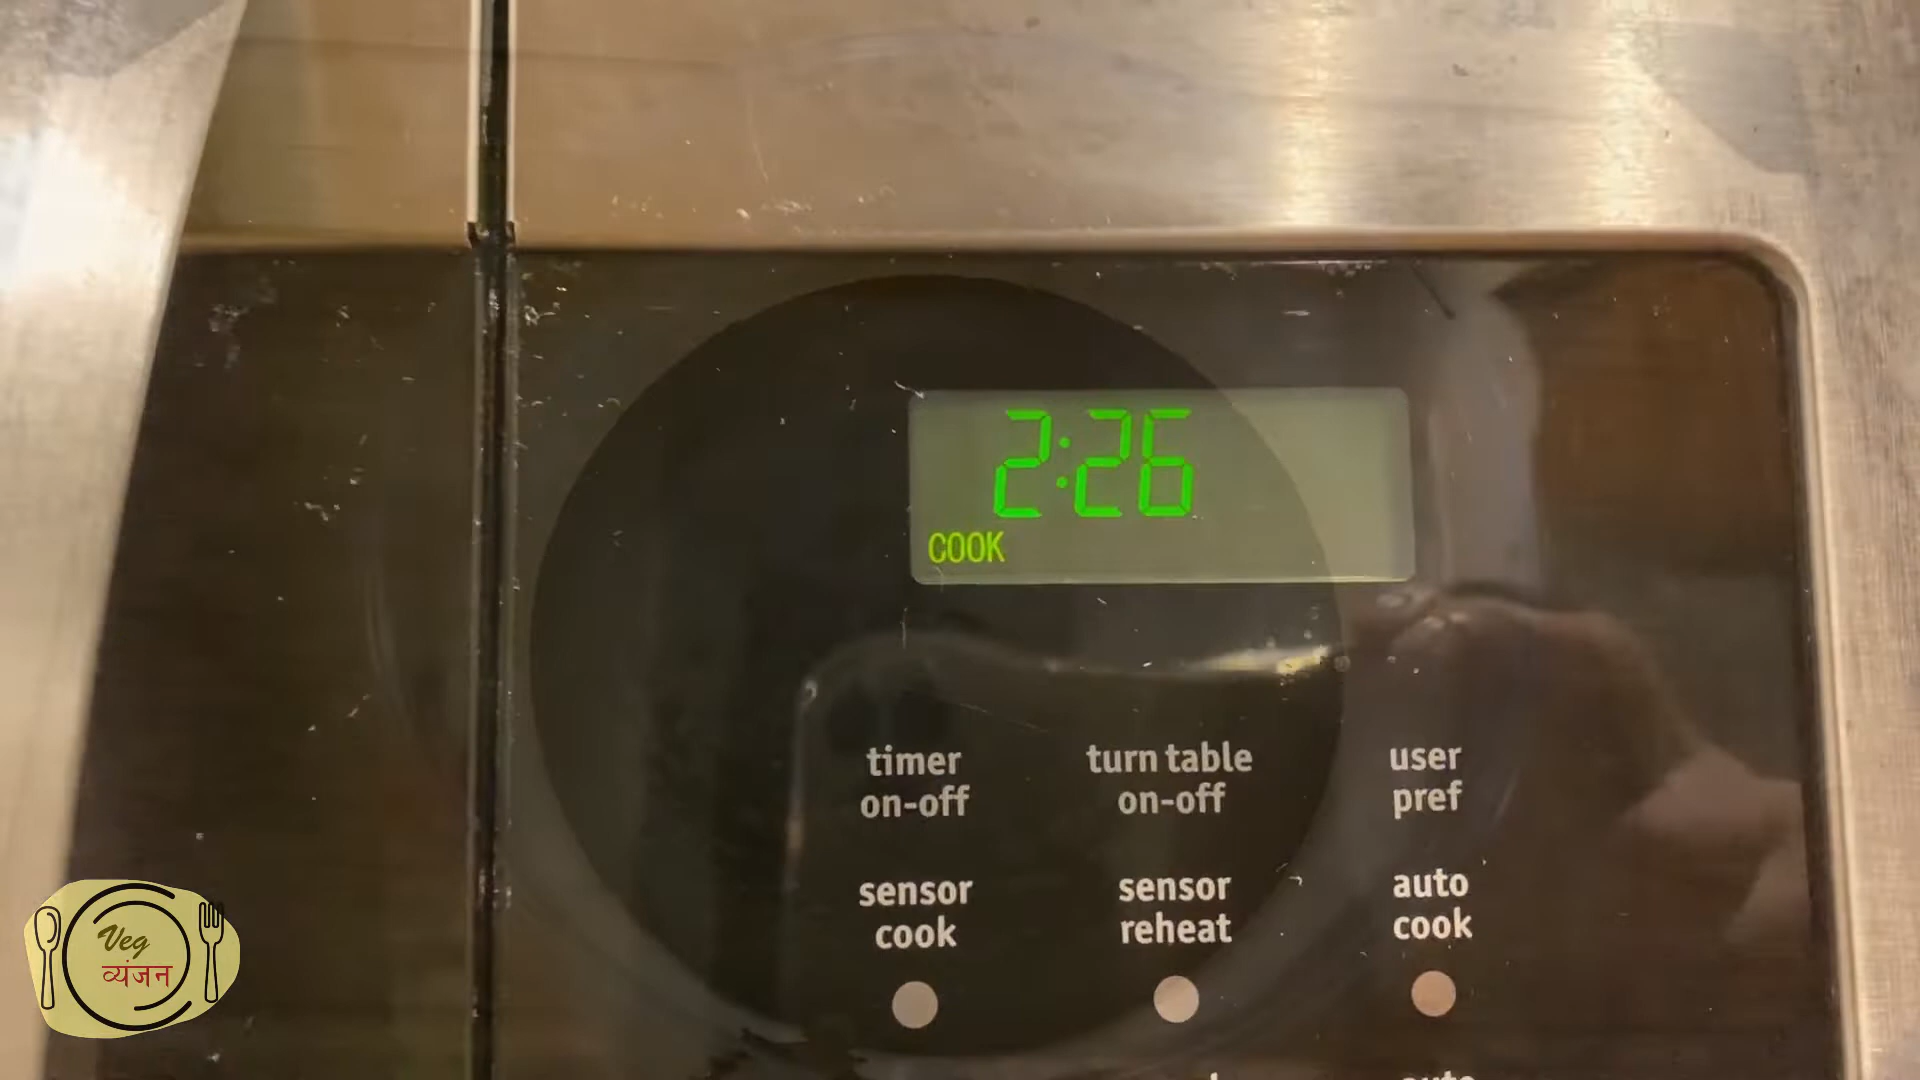 2:26
COOK
timer
on-off
turn table
on-off
user
pref
sensor
cook
sensor
reheat
auto
cook
Veg
व्यंजन
auto